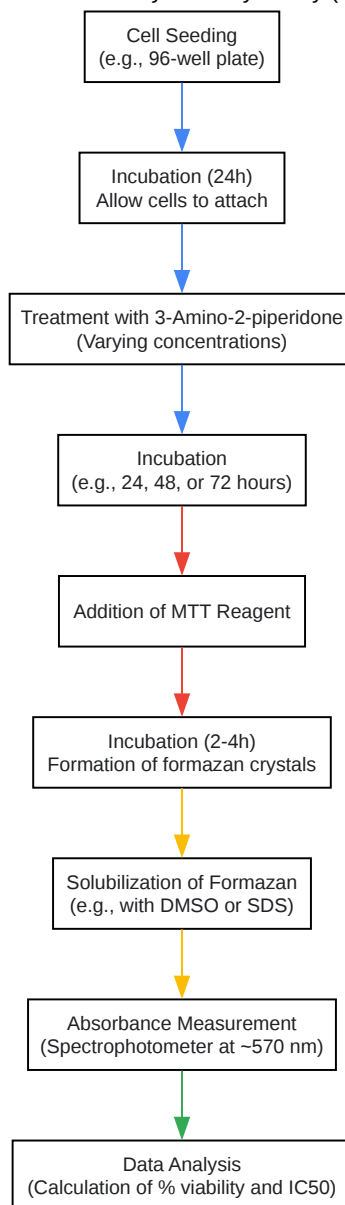 Cell Seeding
(e.g., 96-well plate)
Incubation (24h)
Allow cells to attach
Treatment with 3-Amino-2-piperidone
(Varying concentrations)
Incubation
(e.g., 24, 48, or 72 hours)
Addition of MTT Reagent
Incubation (2-4h)
Formation of formazan crystals
Solubilization of Formazan
(e.g., with DMSO or SDS)
Absorbance Measurement
(Spectrophotometer at ~570 nm)
Data Analysis
(Calculation of % viability and IC50)